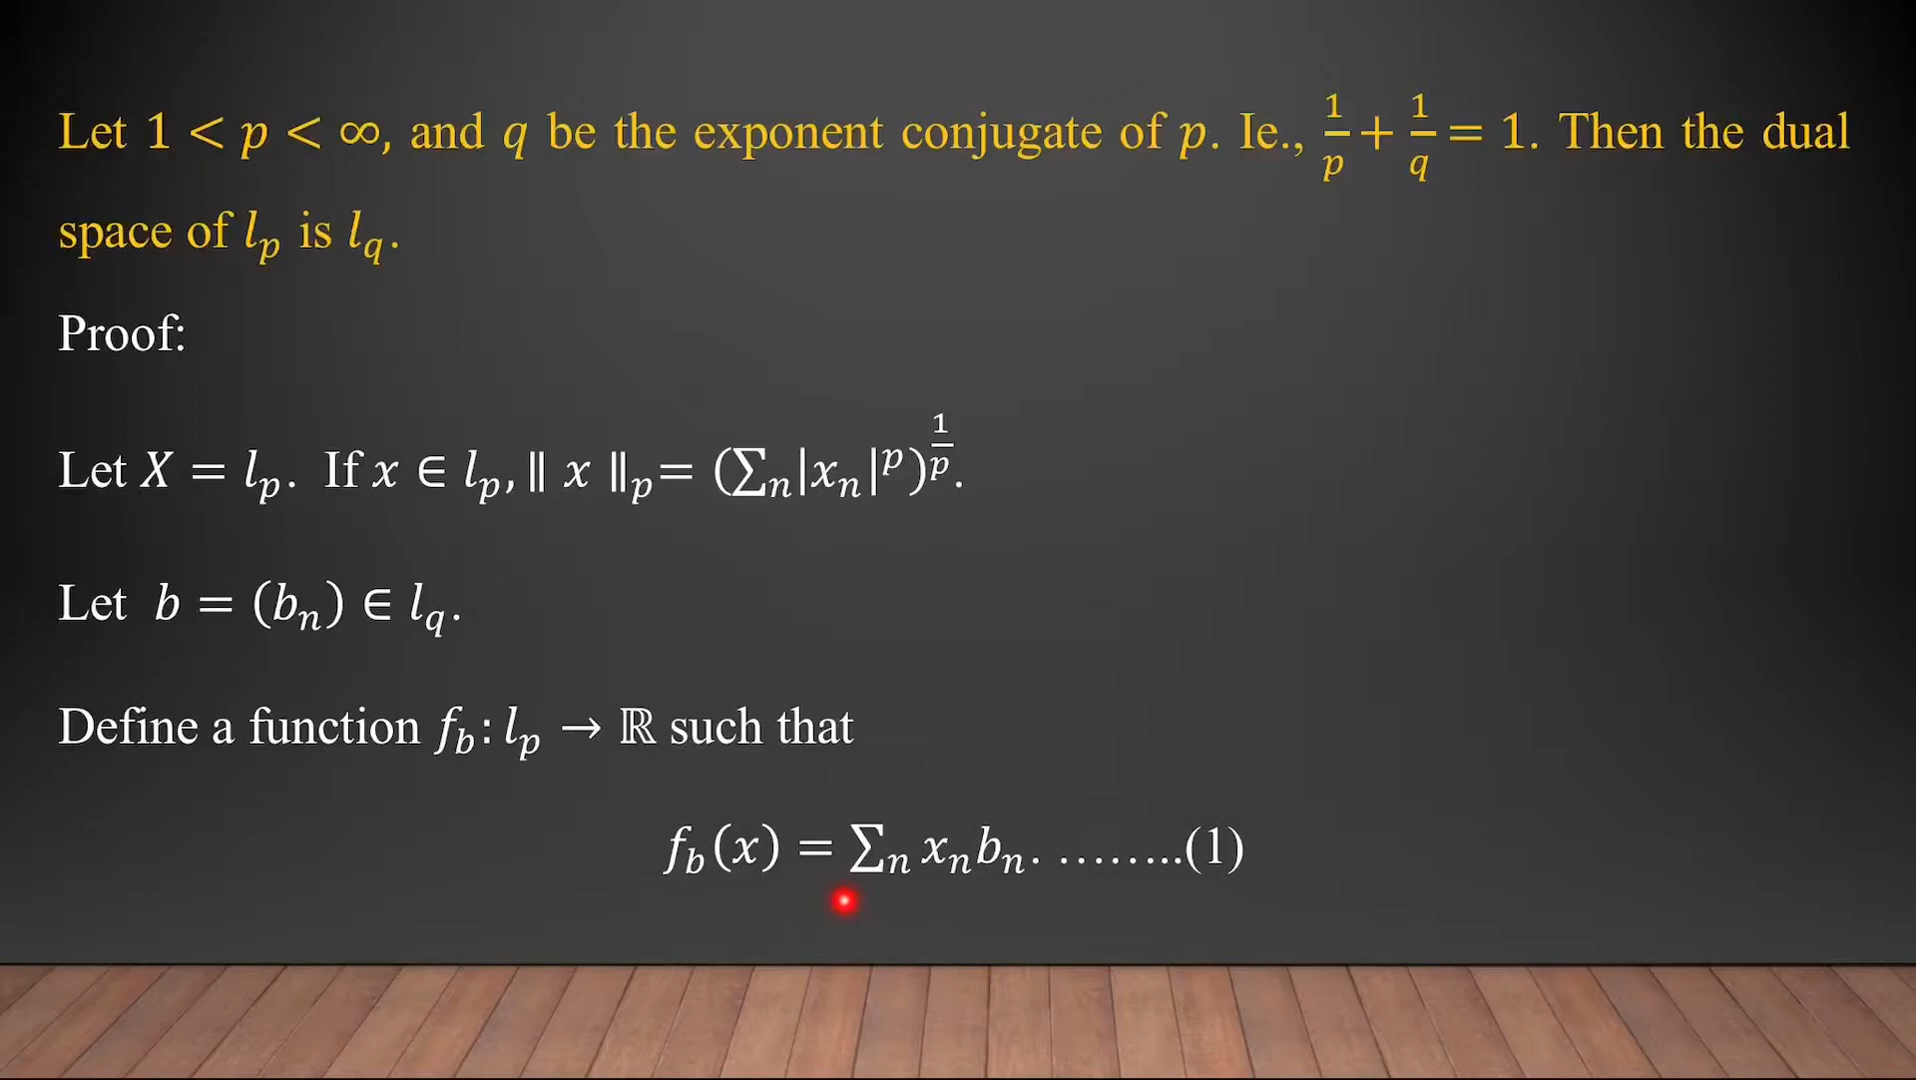 Let 1 < p < ∞, and q be the exponent conjugate of p. Ie., 1/p + 1/q = 1. Then the dual
space of l_p is l_q.
Proof:
Let X = l_p. If x ∈ l_p, ‖ x ‖_p = (∑_n|x_n|^p)^(1/p).
Let b = (b_n) ∈ l_q.
Define a function f_b: l_p → ℝ such that
f_b(x) = ∑_n x_n b_n. ……..(1)